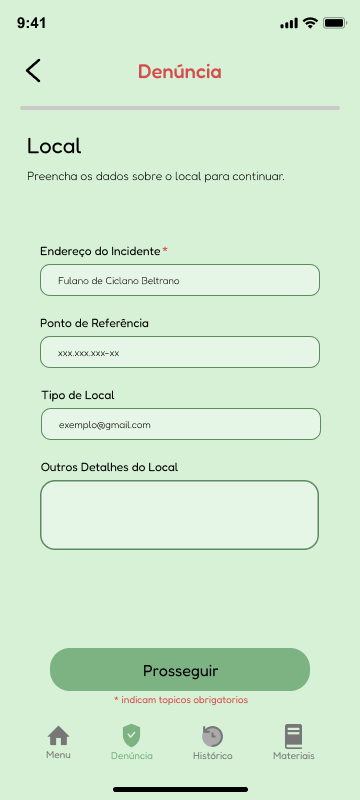 9:41
Denúncia
Local
Preencha os dados sobre o local para continuar.
Endereço do Incidente*
Fulano de Ciclano Beltrano
Ponto de Referência
xxx.xxx.xxx-xx
Tipo de Local
exemplo@gmail.com
Outros Detalhes do Local
Prosseguir
* indicam topicos obrigatorios
Menu
Denúncia
Histórico
Materiais